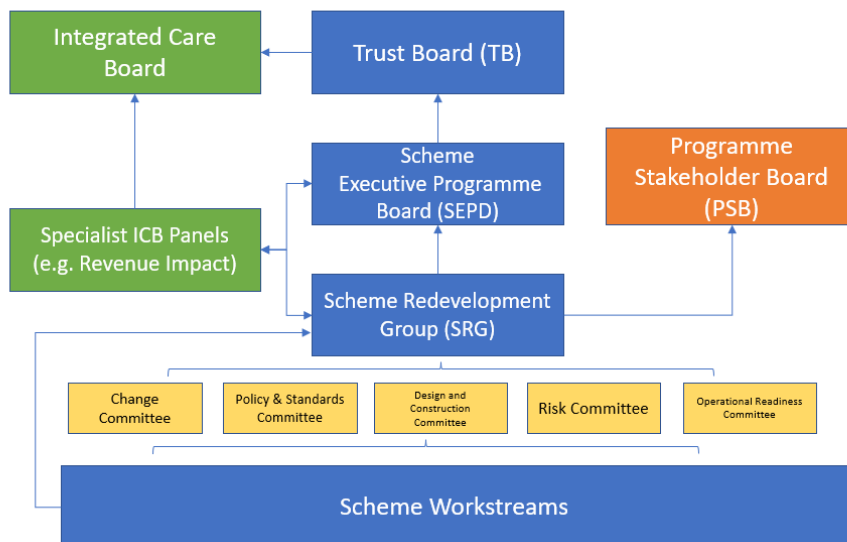 Integrated Care
Board
Trust Board (TB)
Scheme
Executive Programme
Board (SEPD)
Programme
Stakeholder Board
(PSB)
Specialist ICB Panels
(e.g. Revenue Impact)
Scheme Redevelopment
Group (SRG)
Change
Committee
Policy & Standards
Committee
Design and
Construction
Committee
Risk Committee
Operational Readiness
Committee
Scheme Workstreams